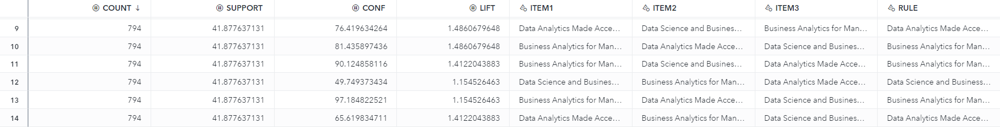 COUNT ↓ SUPPORT CONF LIFT ITEM1 ITEM2 ITEM3 RULE
9 794 41.877637131 76.419634264 1.4860679648 Data Analytics Made Acce... Data Science and Busines... Business Analytics for Man... Data Analytics Made Acce...
10 794 41.877637131 81.435897436 1.4860679648 Business Analytics for Man... Data Analytics Made Acce... Data Science and Busines... Business Analytics for Man...
11 794 41.877637131 90.124858116 1.4122043883 Business Analytics for Man... Data Science and Busines... Data Analytics Made Acce... Business Analytics for Man...
12 794 41.877637131 49.749373434 1.154526463 Data Science and Busines... Business Analytics for Man... Data Analytics Made Acce... Data Science and Business...
13 794 41.877637131 97.184822521 1.154526463 Business Analytics for Man... Data Analytics Made Acce... Data Science and Busines... Business Analytics for Man...
14 794 41.877637131 65.619834711 1.4122043883 Data Analytics Made Acce... Business Analytics for Man... Data Science and Busines... Data Analytics Made Acce...